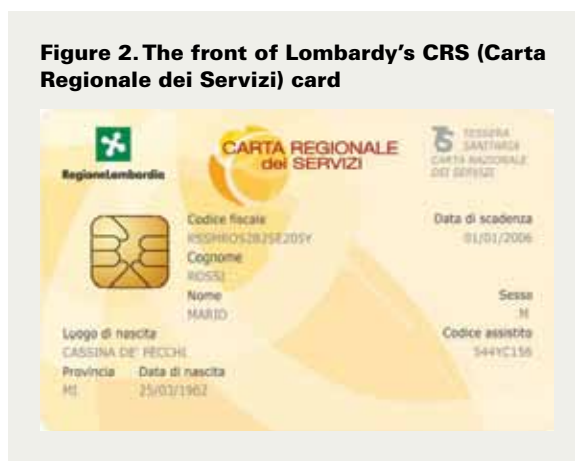 Figure 2. The front of Lombardy's CRS (Carta
Regionale dei Servizi) card
RegioneLombardia
CARTA REGIONALE
dei SERVIZI
TESSERA
SANITARIA
CARTA NAZIONALE
DEI SERVIZI
Codice fiscale
Data di scadenza
01/01/2006
Cognome
ROSSI
Nome
Sesso
MARIO
M
Luogo di nascita
Codice assistito
CASSINA DE' PECCHI
Provincia Data di nascita
MI 25/03/1962